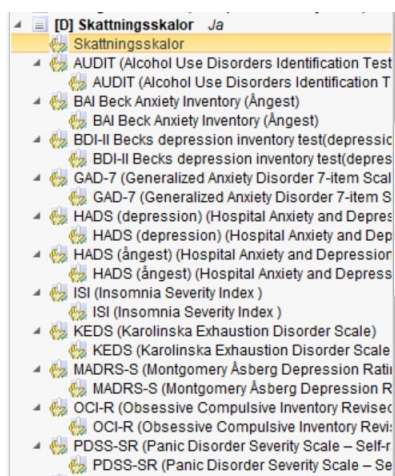 [D] Skattningsskalor Ja
Skattningsskalor
AUDIT (Alcohol Use Disorders Identification Test
AUDIT (Alcohol Use Disorders Identification T
BAI Beck Anxiety Inventory (Ångest)
BAI Beck Anxiety Inventory (Ångest)
BDI-II Becks depression inventory test(depressic
BDI-II Becks depression inventory test(depres
GAD-7 (Generalized Anxiety Disorder 7-item Scal
GAD-7 (Generalized Anxiety Disorder 7-item S
HADS (depression) (Hospital Anxiety and Depres
HADS (depression) (Hospital Anxiety and Dep
HADS (ångest) (Hospital Anxiety and Depression
HADS (ångest) (Hospital Anxiety and Depress
ISI (Insomnia Severity Index )
ISI (Insomnia Severity Index )
KEDS (Karolinska Exhaustion Disorder Scale)
KEDS (Karolinska Exhaustion Disorder Scale
MADRS-S (Montgomery Åsberg Depression Rati
MADRS-S (Montgomery Åsberg Depression R
OCI-R (Obsessive Compulsive Inventory Revised
OCI-R (Obsessive Compulsive Inventory Revi
PDSS-SR (Panic Disorder Severity Scale – Self-r
PDSS-SR (Panic Disorder Severity Scale – Se